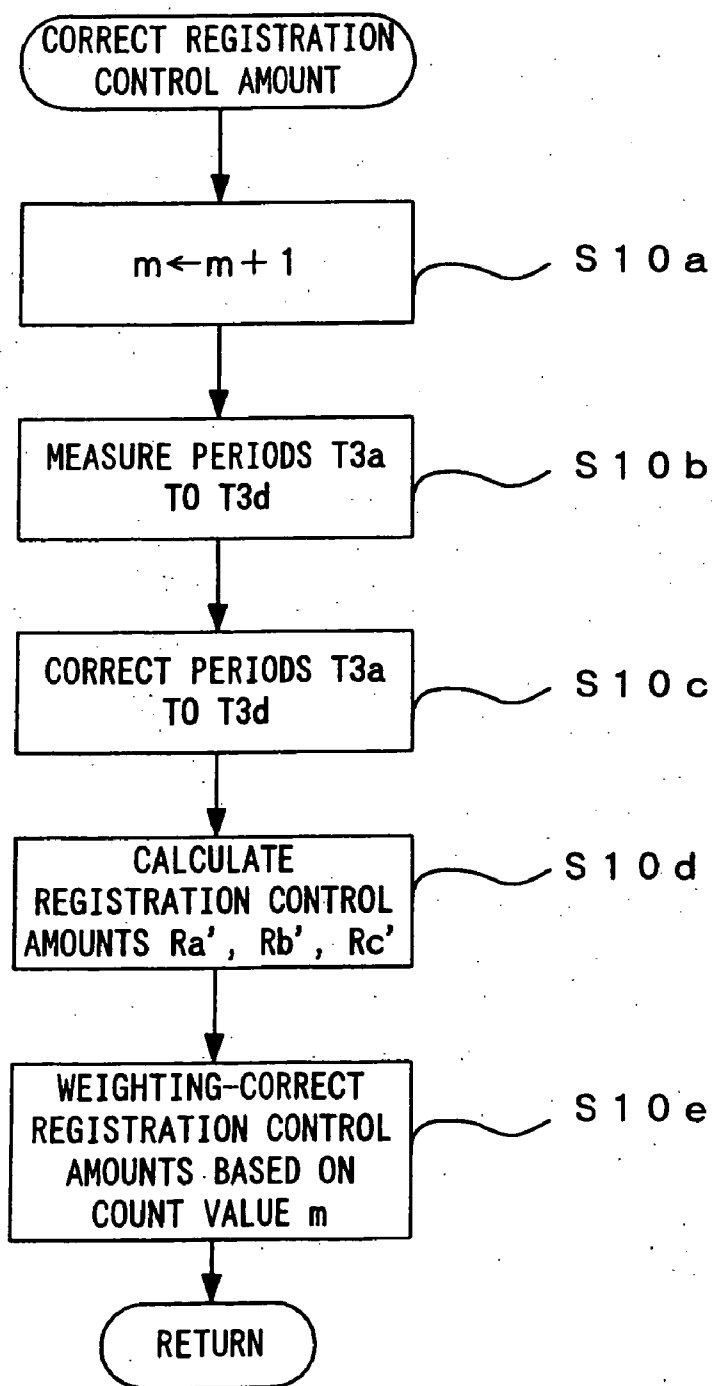 CORRECT REGISTRATION
CONTROL AMOUNT
m←m+1
S10a
MEASURE PERIODS T3a
TO T3d
S10b
CORRECT PERIODS T3a
TO T3d
S10c
CALCULATE
REGISTRATION CONTROL
AMOUNTS Ra', Rb', Rc'
S10d
WEIGHTING-CORRECT
REGISTRATION CONTROL
AMOUNTS BASED ON
COUNT VALUE m
S10e
RETURN